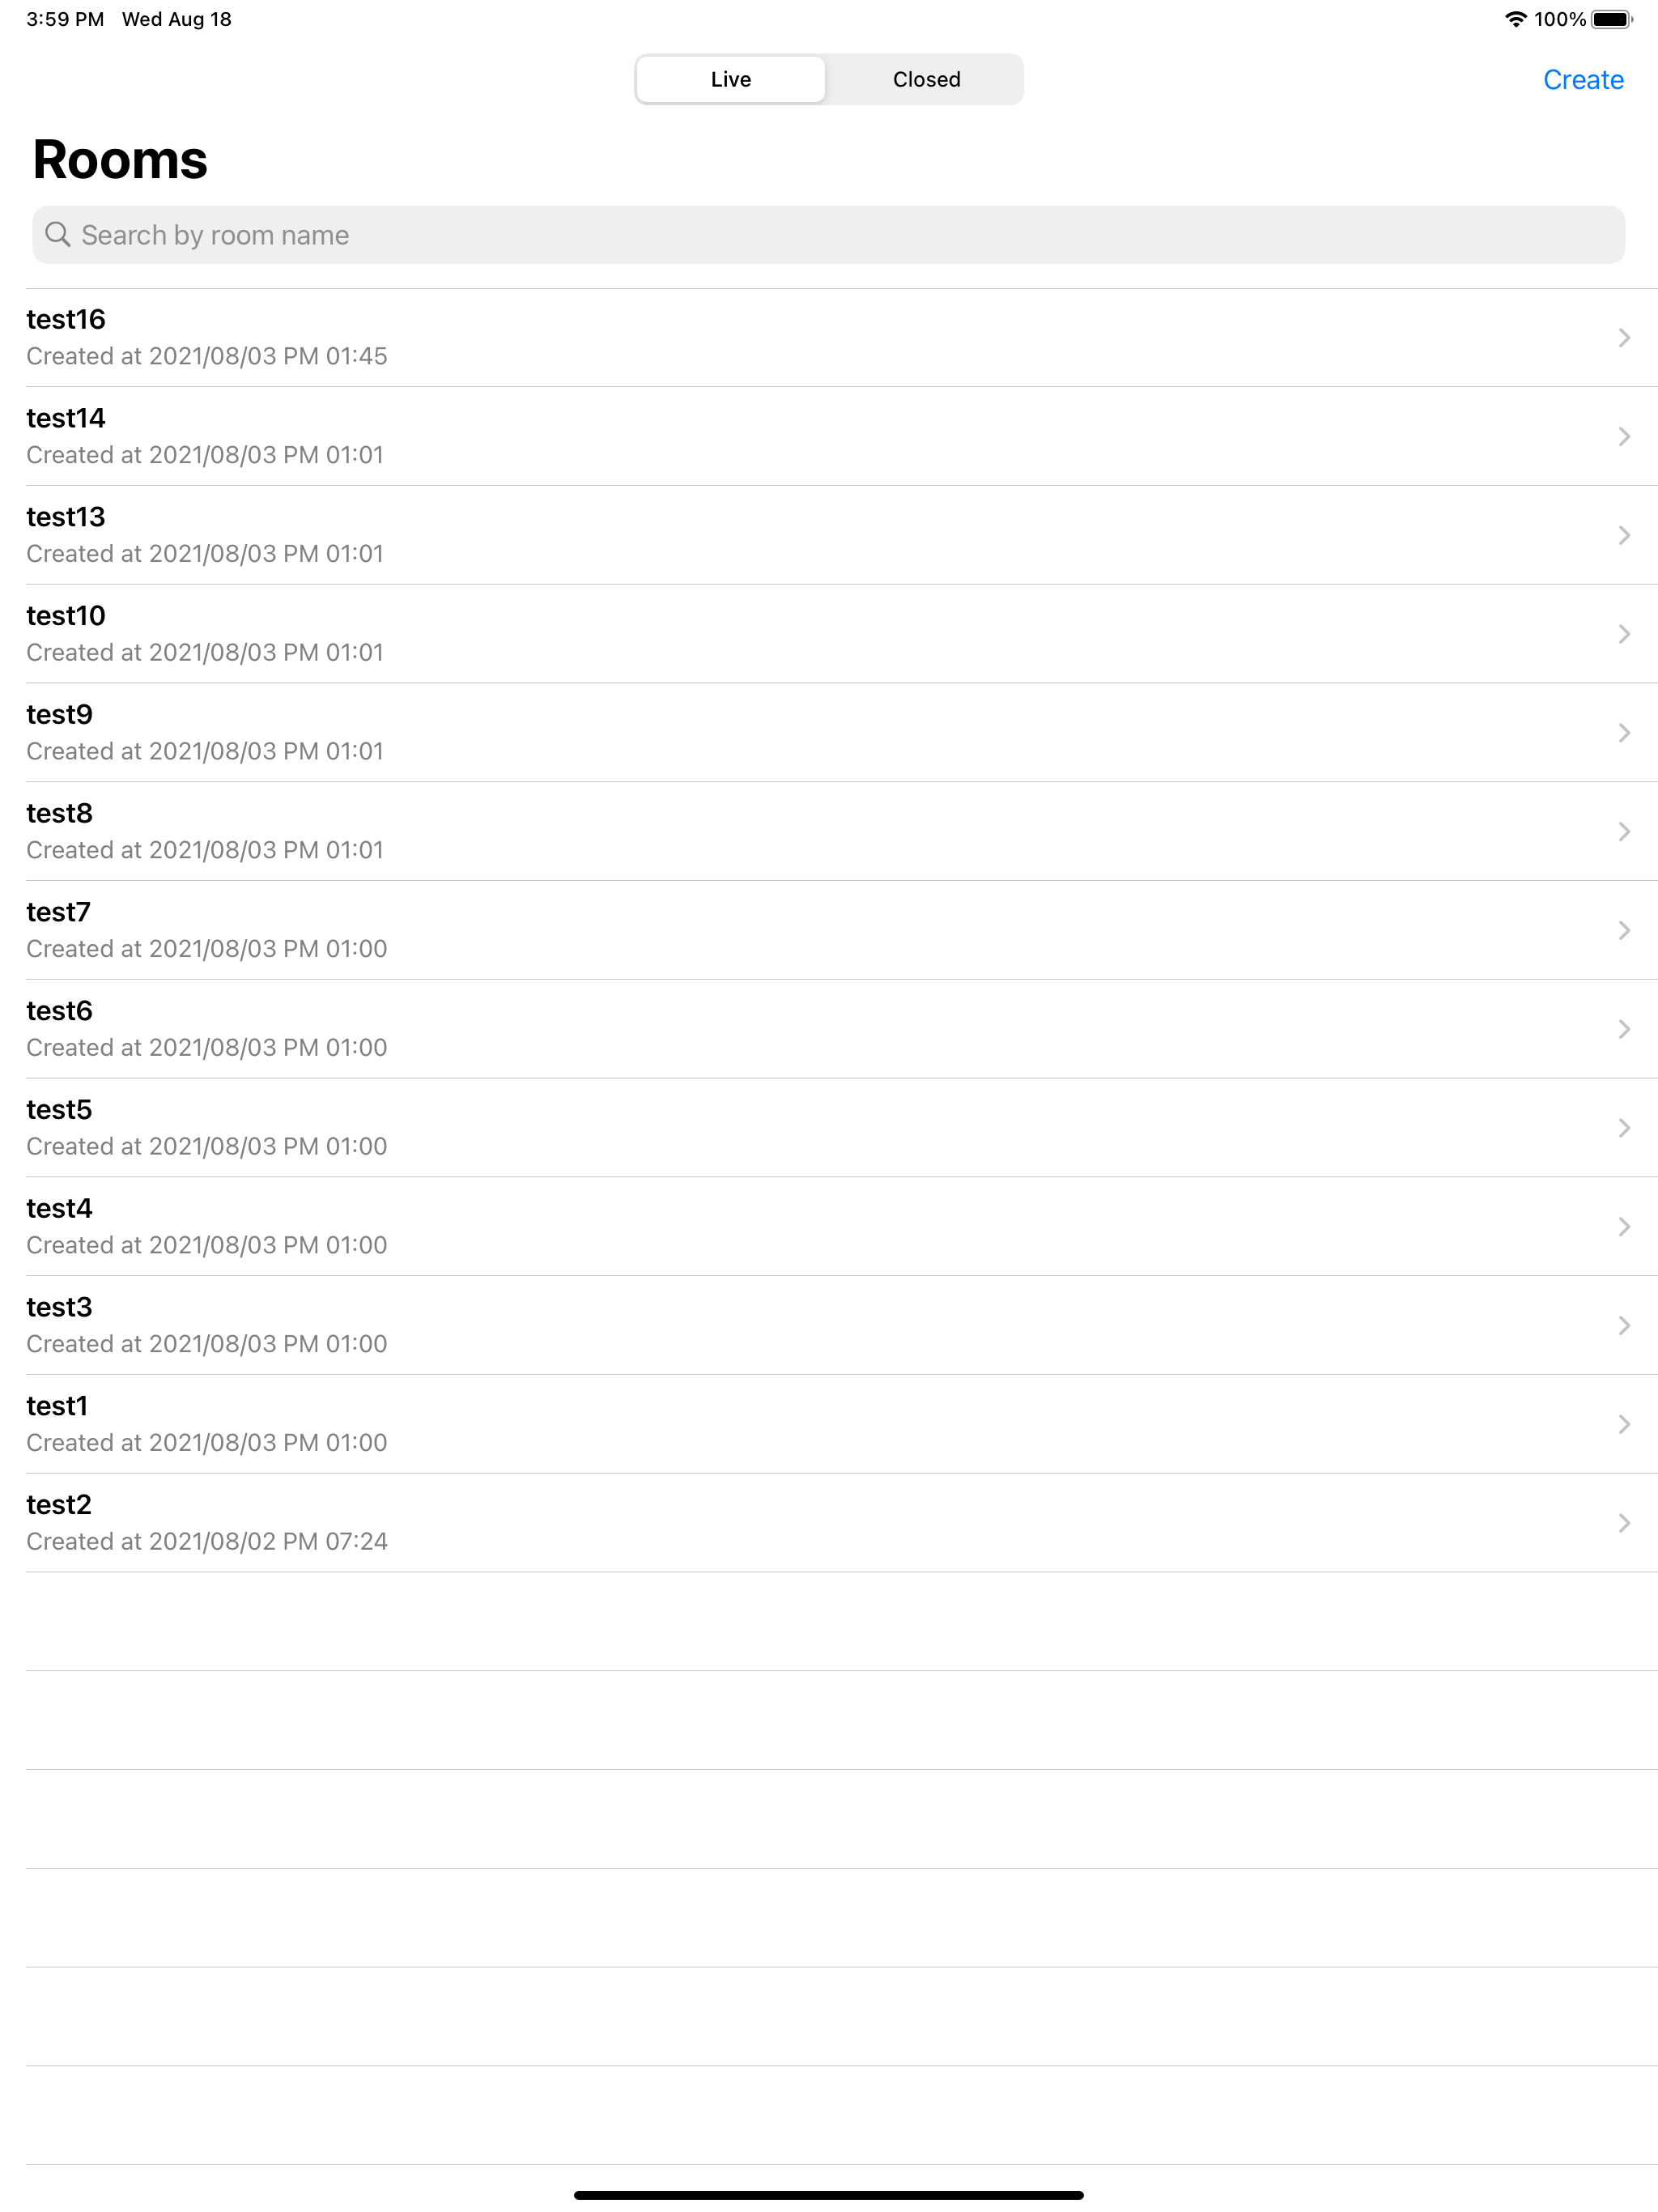 3:59 PM Wed Aug 18 100%
Live Closed Create
Rooms
Search by room name
test16
Created at 2021/08/03 PM 01:45
test14
Created at 2021/08/03 PM 01:01
test13
Created at 2021/08/03 PM 01:01
test10
Created at 2021/08/03 PM 01:01
test9
Created at 2021/08/03 PM 01:01
test8
Created at 2021/08/03 PM 01:01
test7
Created at 2021/08/03 PM 01:00
test6
Created at 2021/08/03 PM 01:00
test5
Created at 2021/08/03 PM 01:00
test4
Created at 2021/08/03 PM 01:00
test3
Created at 2021/08/03 PM 01:00
test1
Created at 2021/08/03 PM 01:00
test2
Created at 2021/08/02 PM 07:24